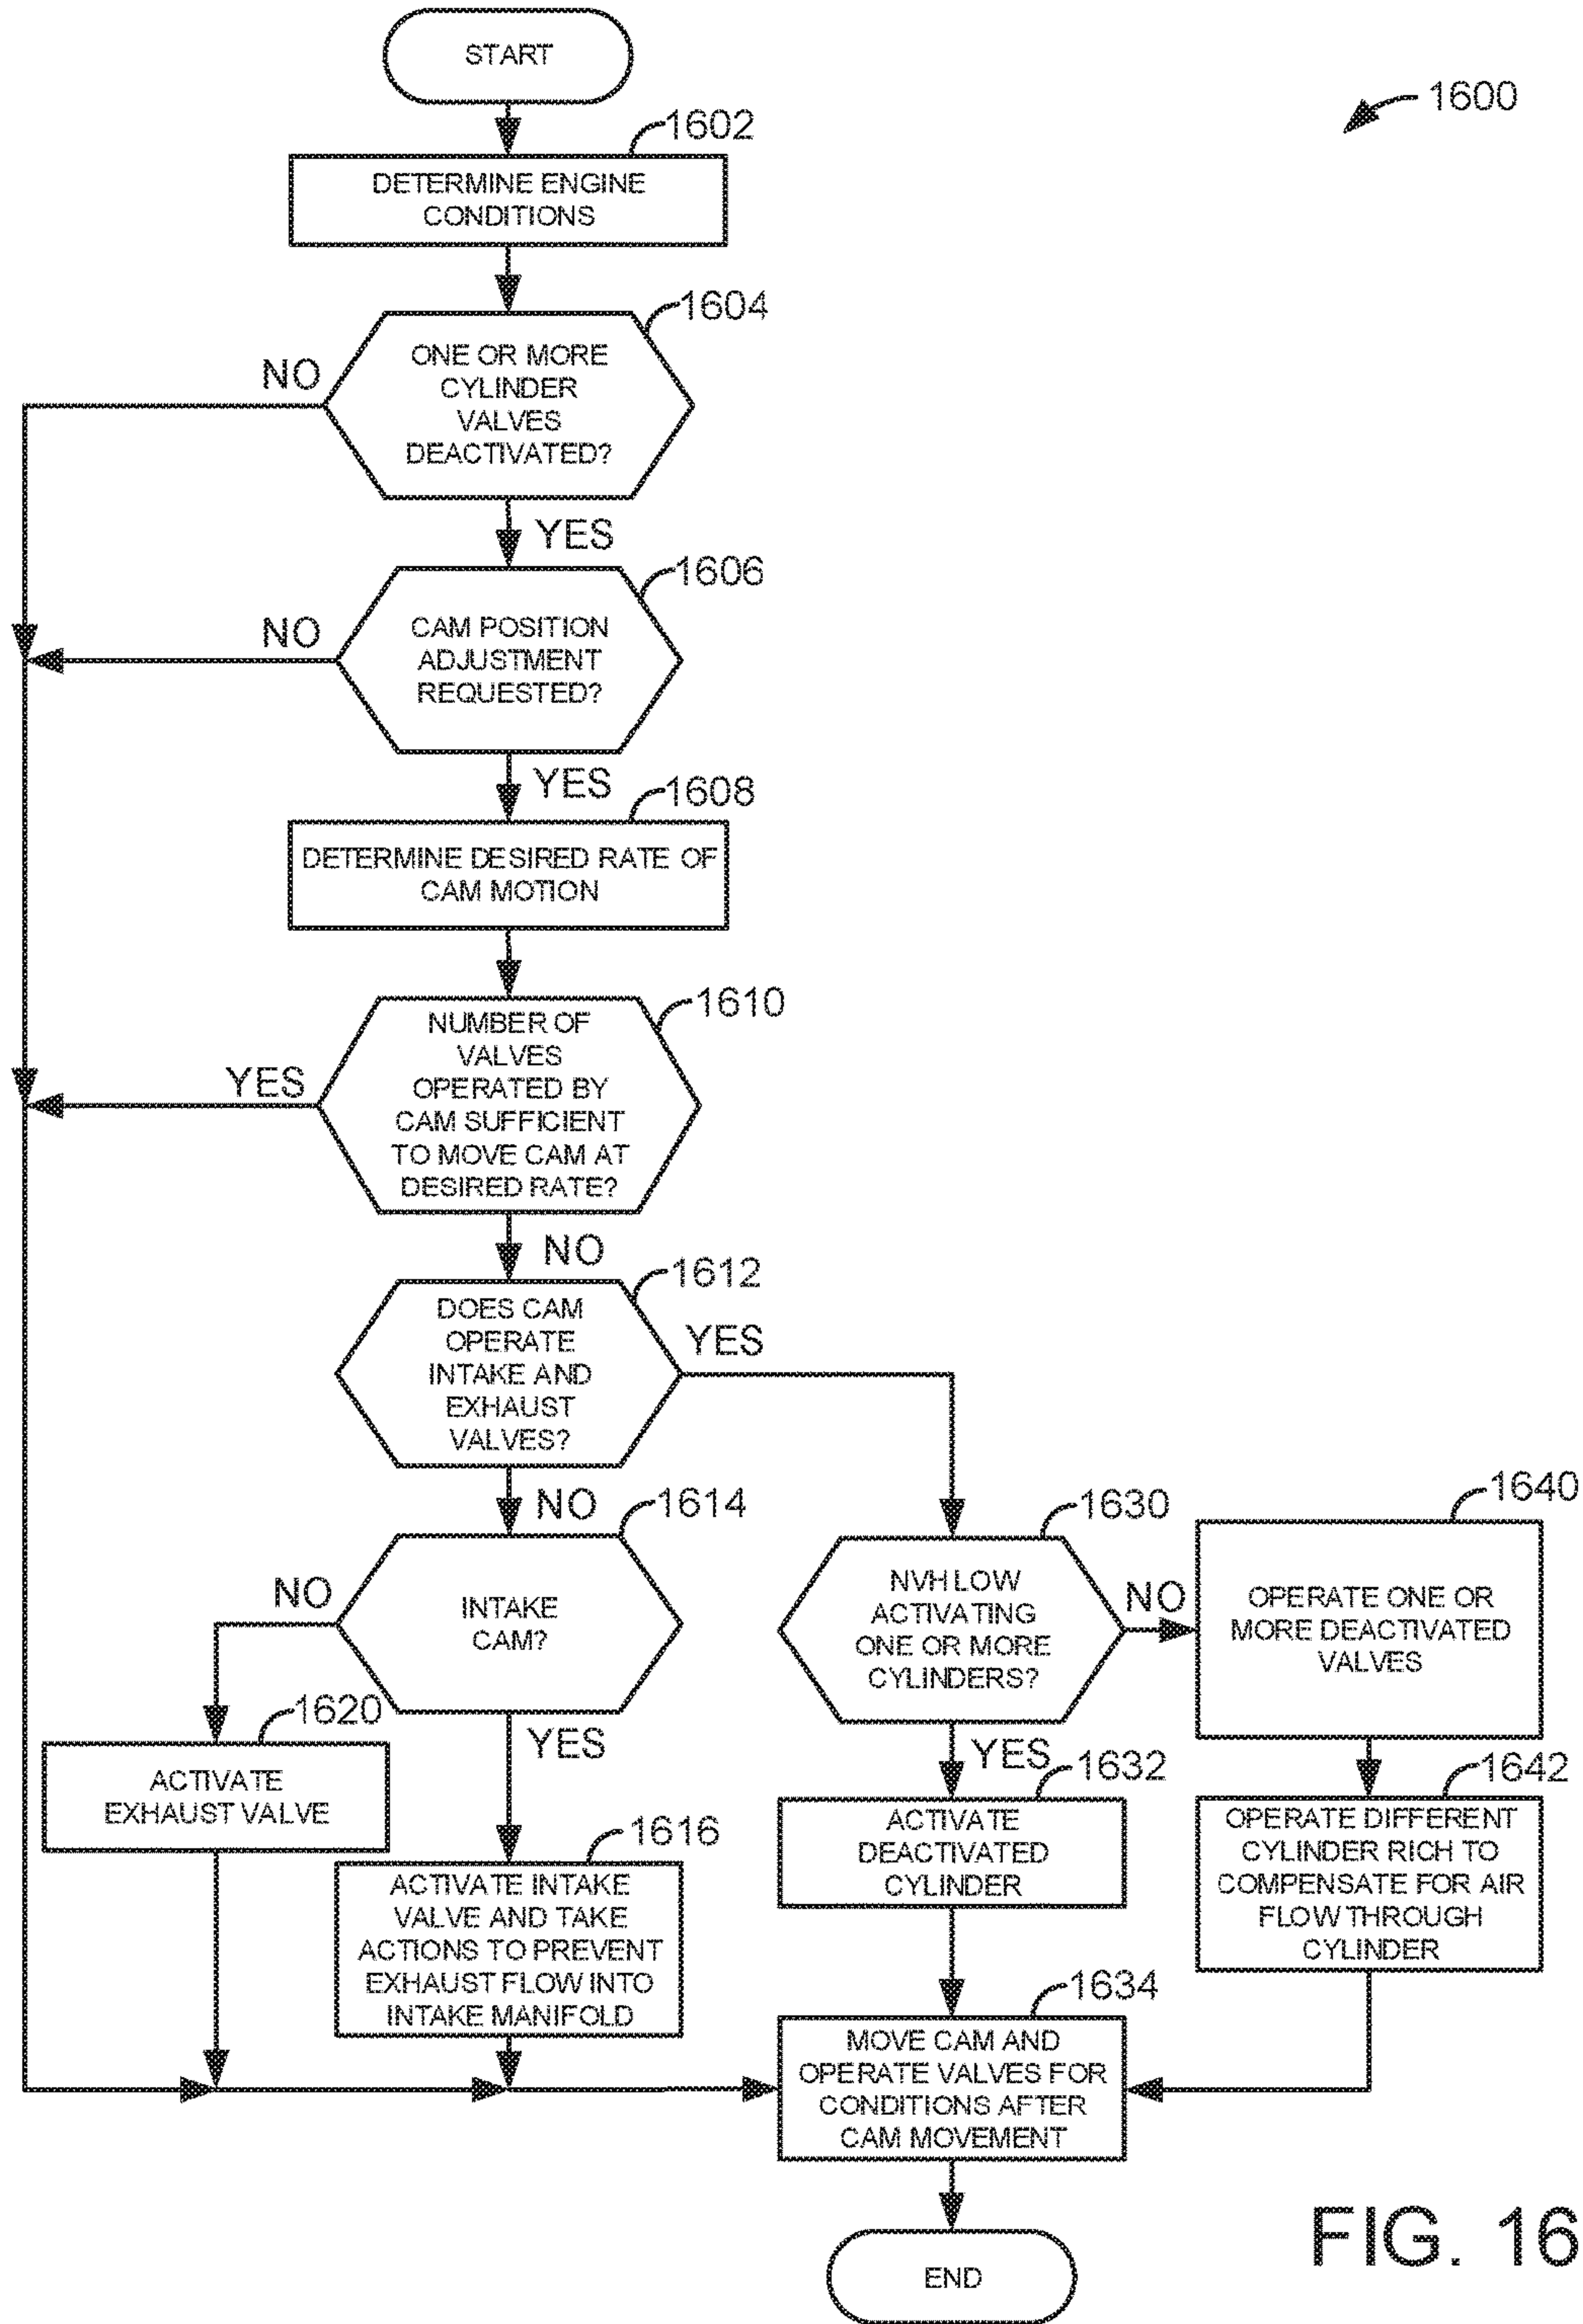 START
1600
1602
DETERMINE ENGINE
CONDITIONS
1604
ONE OR MORE
CYLINDER
VALVES
DEACTIVATED?
NO
YES
1606
CAM POSITION
ADJUSTMENT
REQUESTED?
NO
YES
1608
DETERMINE DESIRED RATE OF
CAM MOTION
1610
NUMBER OF
VALVES
OPERATED BY
CAM SUFFICIENT
TO MOVE CAM AT
DESIRED RATE?
YES
NO
1612
DOES CAM
OPERATE
INTAKE AND
EXHAUST
VALVES?
YES
NO
1614
INTAKE
CAM?
NO
YES
1620
ACTIVATE
EXHAUST VALVE
1616
ACTIVATE INTAKE
VALVE AND TAKE
ACTIONS TO PREVENT
EXHAUST FLOW INTO
INTAKE MANIFOLD
1630
NVH LOW
ACTIVATING
ONE OR MORE
CYLINDERS?
NO
YES
1640
OPERATE ONE OR
MORE DEACTIVATED
VALVES
1632
ACTIVATE
DEACTIVATED
CYLINDER
1642
OPERATE DIFFERENT
CYLINDER RICH TO
COMPENSATE FOR AIR
FLOW THROUGH
CYLINDER
1634
MOVE CAM AND
OPERATE VALVES FOR
CONDITIONS AFTER
CAM MOVEMENT
END
FIG. 16